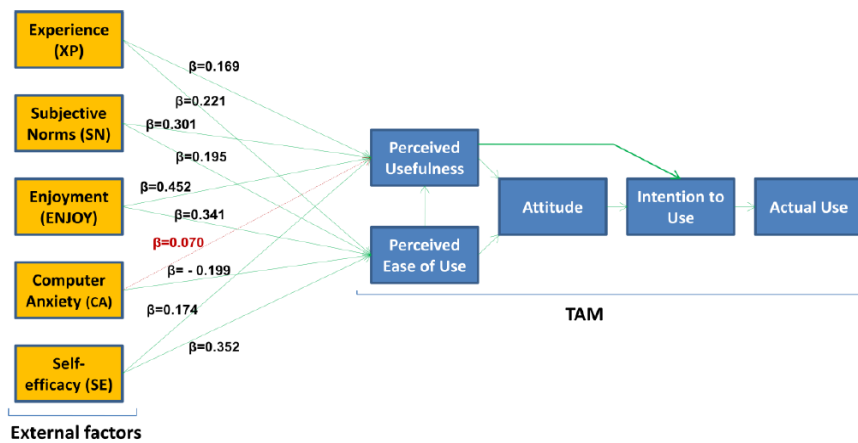 Experience
(XP)
Subjective
Norms (SN)
Enjoyment
(ENJOY)
Computer
Anxiety (CA)
Self-
efficacy (SE)
External factors
β=0.169
β=0.221
β=0.301
β=0.195
β=0.452
β=0.341
β=0.070
β= - 0.199
β=0.174
β=0.352
Perceived
Usefulness
Perceived
Ease of Use
Attitude
Intention to
Use
Actual Use
TAM